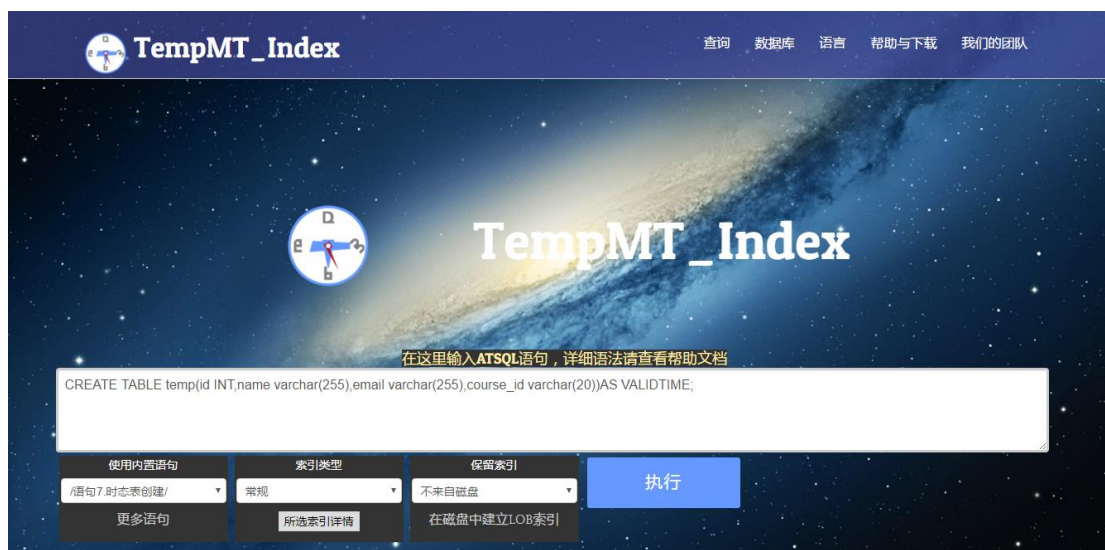 TempMT_Index
查询 数据库 语言 帮助与下载 我们的团队
TempMT_Index
在这里输入ATSQL语句，详细语法请查看帮助文档
CREATE TABLE temp(id INT,name varchar(255),email varchar(255),course_id varchar(20))AS VALIDTIME;
使用内置语句 索引类型 保留索引
/语句7.时态表创建/ 常规 不来自磁盘 执行
更多语句 所选索引详情 在磁盘中建立LOB索引